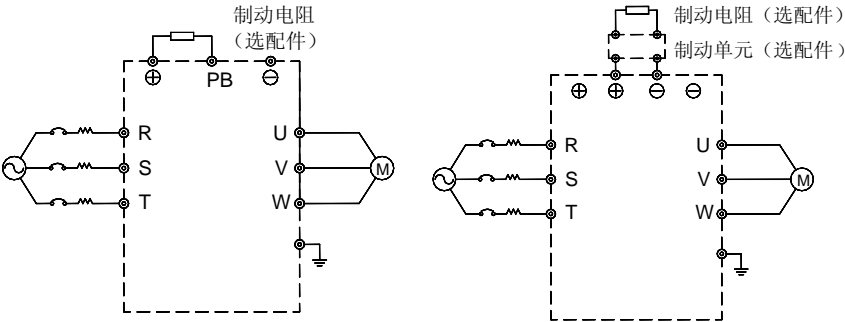 制动电阻
（选配件）
⊕ PB ⊖
R U
S V M
T W
制动电阻（选配件）
制动单元（选配件）
⊕ ⊕ ⊖ ⊖
R U
S V M
T W